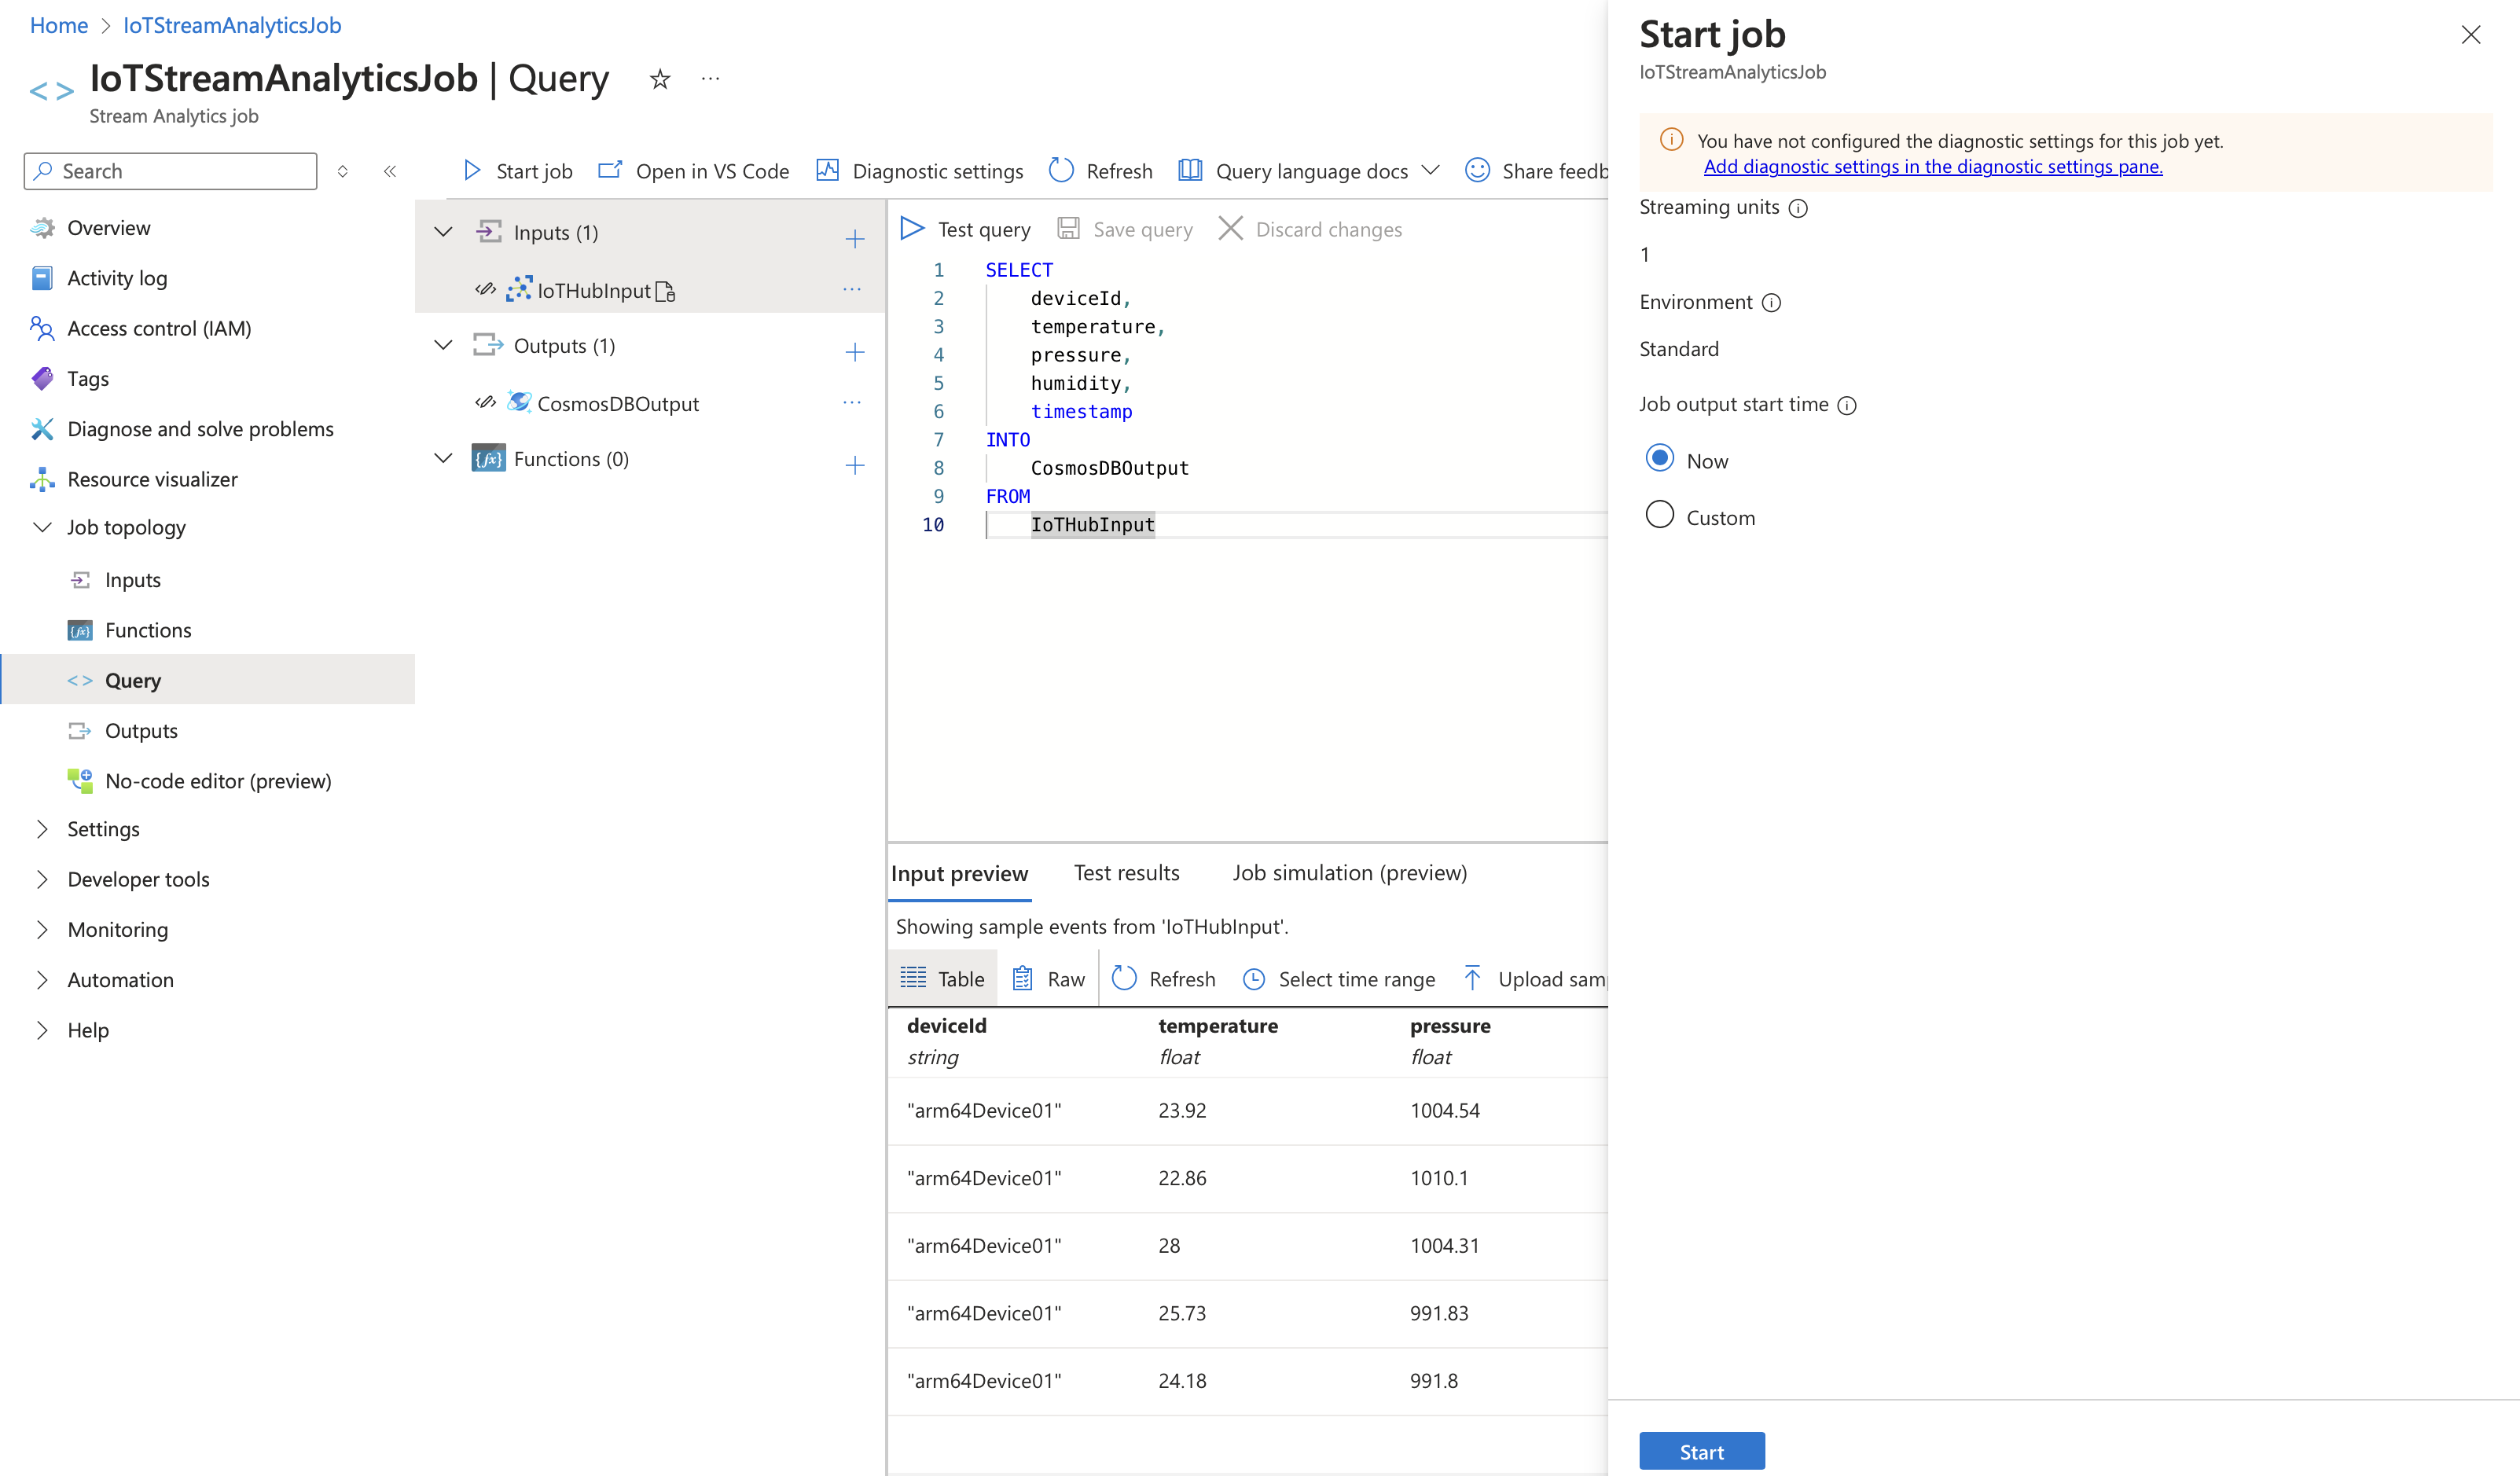 Home > IoTStreamAnalyticsJob
IoTStreamAnalyticsJob | Query
Stream Analytics job
Search
Overview
Activity log
Access control (IAM)
Tags
Diagnose and solve problems
Resource visualizer
Job topology
Inputs
Functions
Query
Outputs
No-code editor (preview)
Settings
Developer tools
Monitoring
Automation
Help
Start job Open in VS Code Diagnostic settings Refresh Query language docs Share feedb
Inputs (1)
IoTHubInput
Outputs (1)
CosmosDBOutput
Functions (0)
Test query Save query Discard changes
1 SELECT
2 deviceId,
3 temperature,
4 pressure,
5 humidity,
6 timestamp
7 INTO
8 CosmosDBOutput
9 FROM
10 IoTHubInput
Input preview Test results Job simulation (preview)
Showing sample events from 'IoTHubInput'.
Table Raw Refresh Select time range Upload sam
deviceId temperature pressure
string float float
"arm64Device01" 23.92 1004.54
"arm64Device01" 22.86 1010.1
"arm64Device01" 28 1004.31
"arm64Device01" 25.73 991.83
"arm64Device01" 24.18 991.8
Start job
IoTStreamAnalyticsJob
You have not configured the diagnostic settings for this job yet.
Add diagnostic settings in the diagnostic settings pane.
Streaming units
1
Environment
Standard
Job output start time
Now
Custom
Start